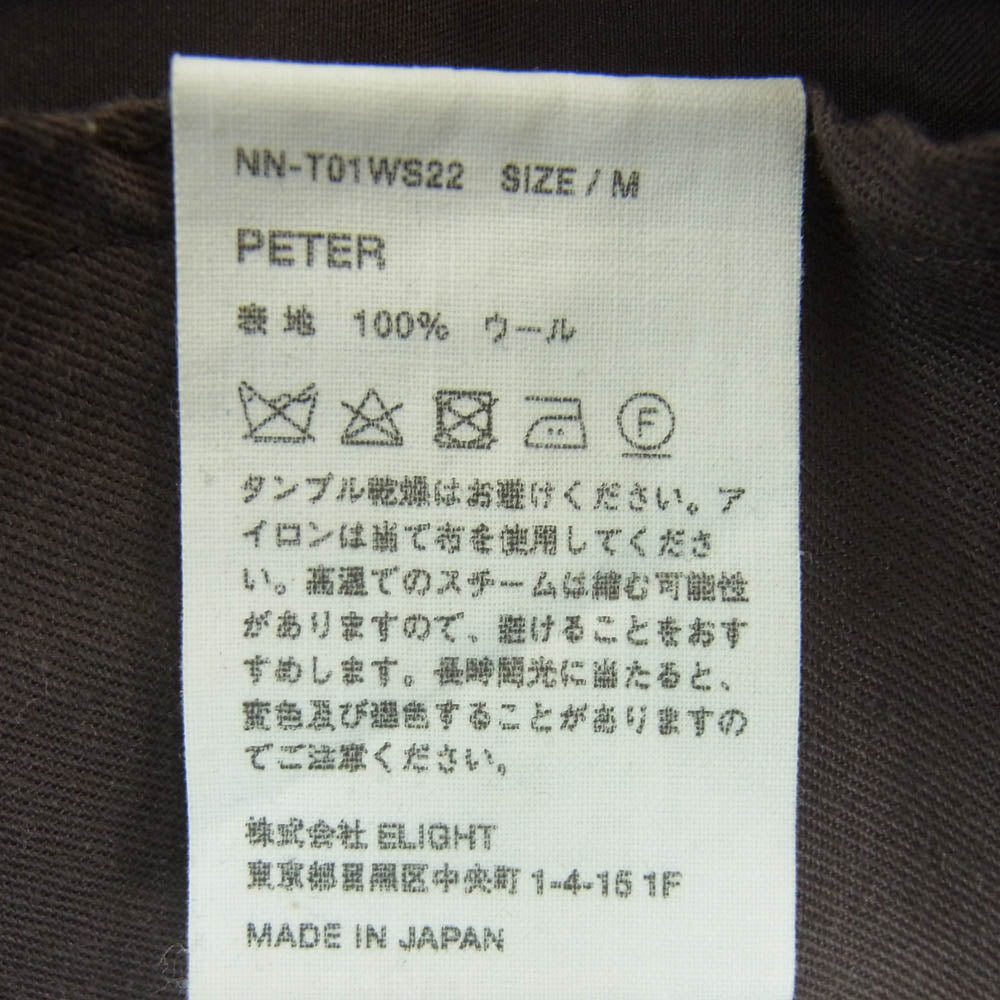 NN-T01WS22 SIZE / M
PETER
表地 100% ウール
F
タンブル乾燥はお避けください。ア
イロンは当て布を使用してくださ
い。高温でのスチームは縮む可能性
がありますので、避けることをおす
すめします。長時間光に当たると、
変色及び褪色することがありますの
でご注意ください。
株式会社 ELIGHT
東京都目黒区中央町 1-4-15 1F
MADE IN JAPAN